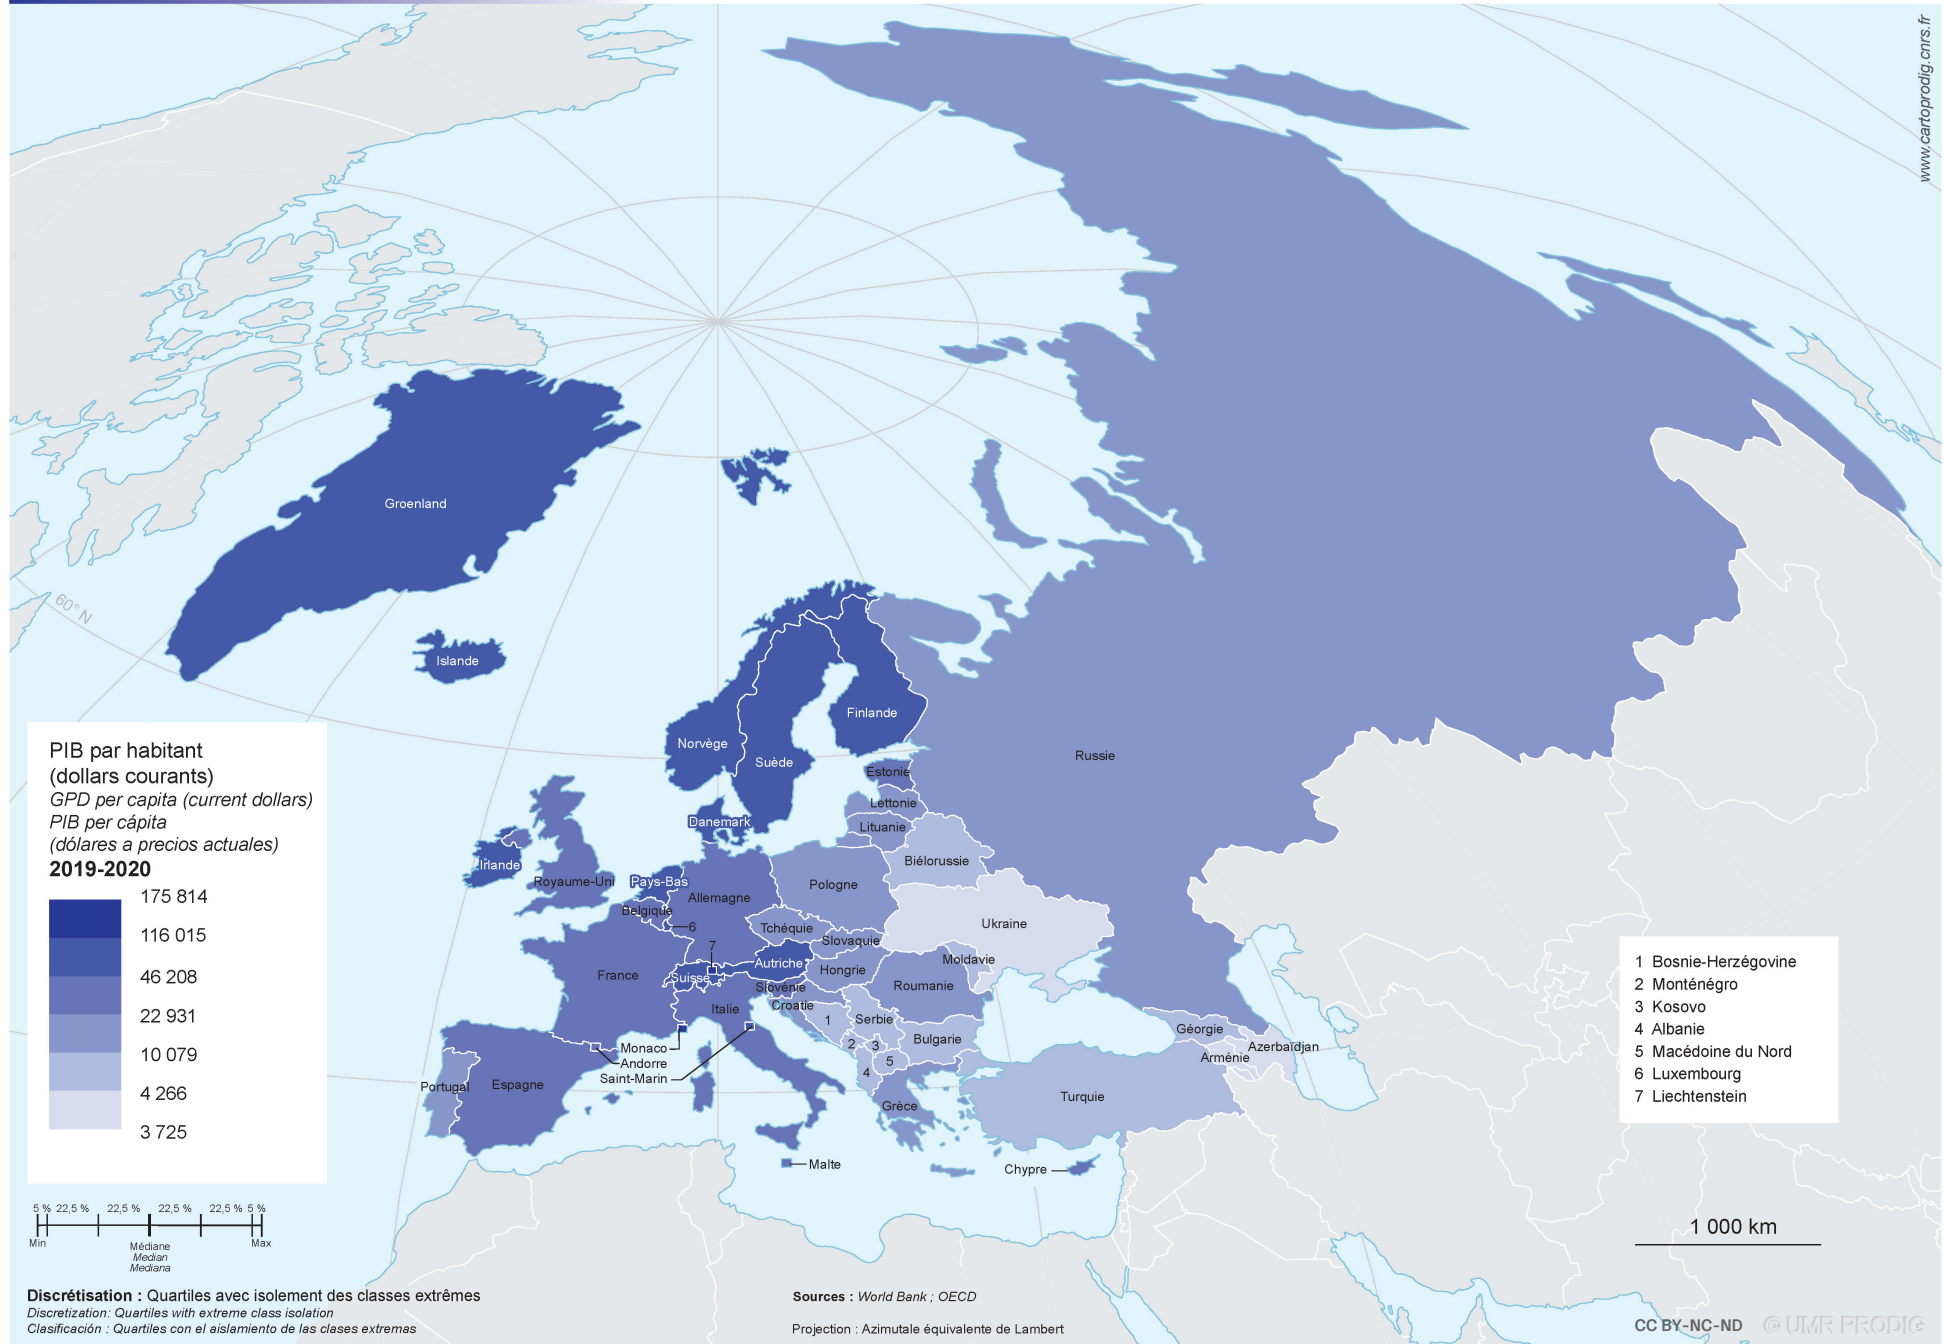 www.cartoprodig.cnrs.fr
60° N
Groenland
Islande
Norvège
Suède
Finlande
Russie
Estonie
Lettonie
Lituanie
Danemark
Biélorussie
Irlande
Royaume-Uni
Pays-Bas
Allemagne
Pologne
Belgique
6
Ukraine
Tchéquie
Slovaquie
7
Moldavie
France
Suisse
Autriche
Hongrie
Roumanie
Slovénie
Croatie
Italie
1
Serbie
Bulgarie
2
3
4
5
Géorgie
Azerbaïdjan
Arménie
Monaco
Andorre
Saint-Marin
Portugal
Espagne
Grèce
Turquie
Malte
Chypre
PIB par habitant
(dollars courants)
GPD per capita (current dollars)
PIB per cápita
(dólares a precios actuales)
2019-2020
175 814
116 015
46 208
22 931
10 079
4 266
3 725
5 % 22,5 % 22,5 % 22,5 % 22,5 % 5 %
Min
Max
Médiane
Median
Mediana
1 Bosnie-Herzégovine
2 Monténégro
3 Kosovo
4 Albanie
5 Macédoine du Nord
6 Luxembourg
7 Liechtenstein
1 000 km
Discrétisation : Quartiles avec isolement des classes extrêmes
Discretization: Quartiles with extreme class isolation
Clasificación : Quartiles con el aislamiento de las clases extremas
Sources : World Bank ; OECD
Projection : Azimutale équivalente de Lambert
CC BY-NC-ND © UMR PRODIG